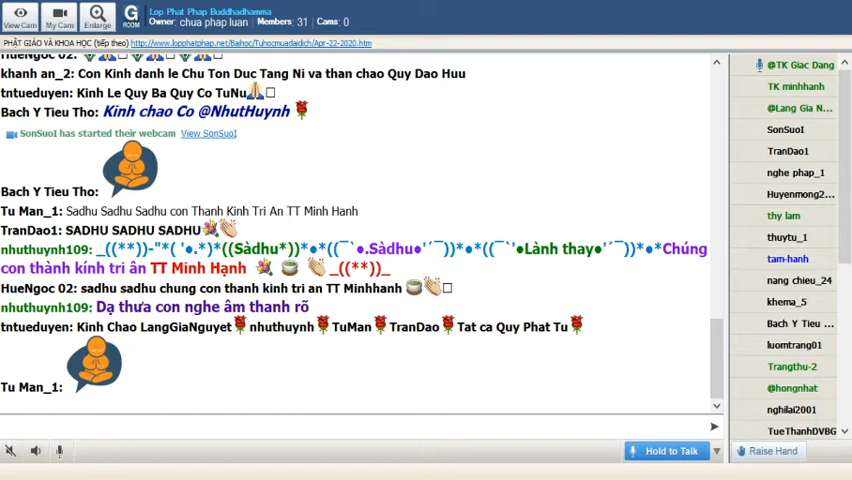 View Cam
My Cam
Enlarge
G
ROOM
Lop Phat Phap Buddhadhamma
Owner: chua phap luan Members: 31 Cams: 0
PHẬT GIÁO VÀ KHOA HỌC (tiếp theo) http://www.lopphatphap.net/Baihoc/Tuhocmuadaidich/Apr-22-2020.htm
HueNgoc 02:
khanh an_2: Con Kinh danh le Chu Ton Duc Tang Ni va than chao Quy Dao Huu
tntueduyen: Kinh Le Quy Ba Quy Co TuNu🙏□
Bach Y Tieu Tho: Kinh chao Co @NhutHuynh 🌹
SonSuoI has started their webcam View SonSuoI
Bach Y Tieu Tho:
Tu Man_1: Sadhu Sadhu Sadhu con Thanh Kinh Tri An TT Minh Hanh
TranDao1: SADHU SADHU SADHU💐👏
nhuthuynh109: _((**))-"*( '●.*)*((Sàdhu*))*●*((¯`●.Sàdhu●'´¯))*●*((¯`'●Lành thay●'´¯))*●*Chúng
con thành kính tri ân TT Minh Hạnh 💐 🍵 👏 _((**))_
HueNgoc 02: sadhu sadhu chung con thanh kinh tri an TT Minhhanh 🍵👏□
nhuthuynh109: Dạ thưa con nghe âm thanh rõ
tntueduyen: Kinh Chao LangGiaNguyet🌹nhuthuynh🌹TuMan🌹TranDao🌹Tat ca Quy Phat Tu🌹
Tu Man_1:
Hold to Talk
@TK Giac Dang
TK minhhanh
@Lang Gia N...
SonSuoI
TranDao1
nghe phap_1
Huyenmong2...
thy lam
thuytu_1
tam-hanh
nang chieu_24
khema_5
Bach Y Tieu ...
luomtrang01
Trangthu-2
@hongnhat
nghilai2001
TueThanhDVBG
Raise Hand